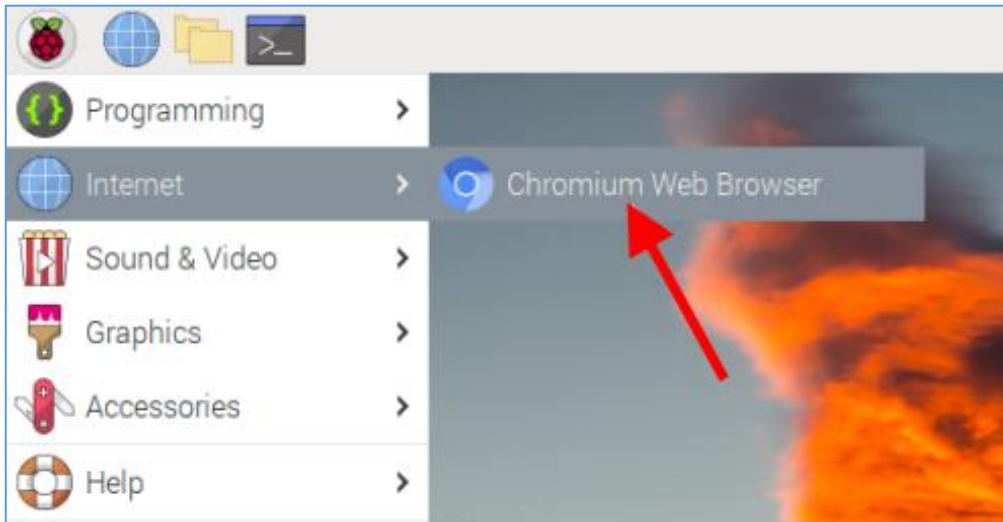 >_
{} Programming
Internet
Chromium Web Browser
Sound & Video
Graphics
Accessories
Help